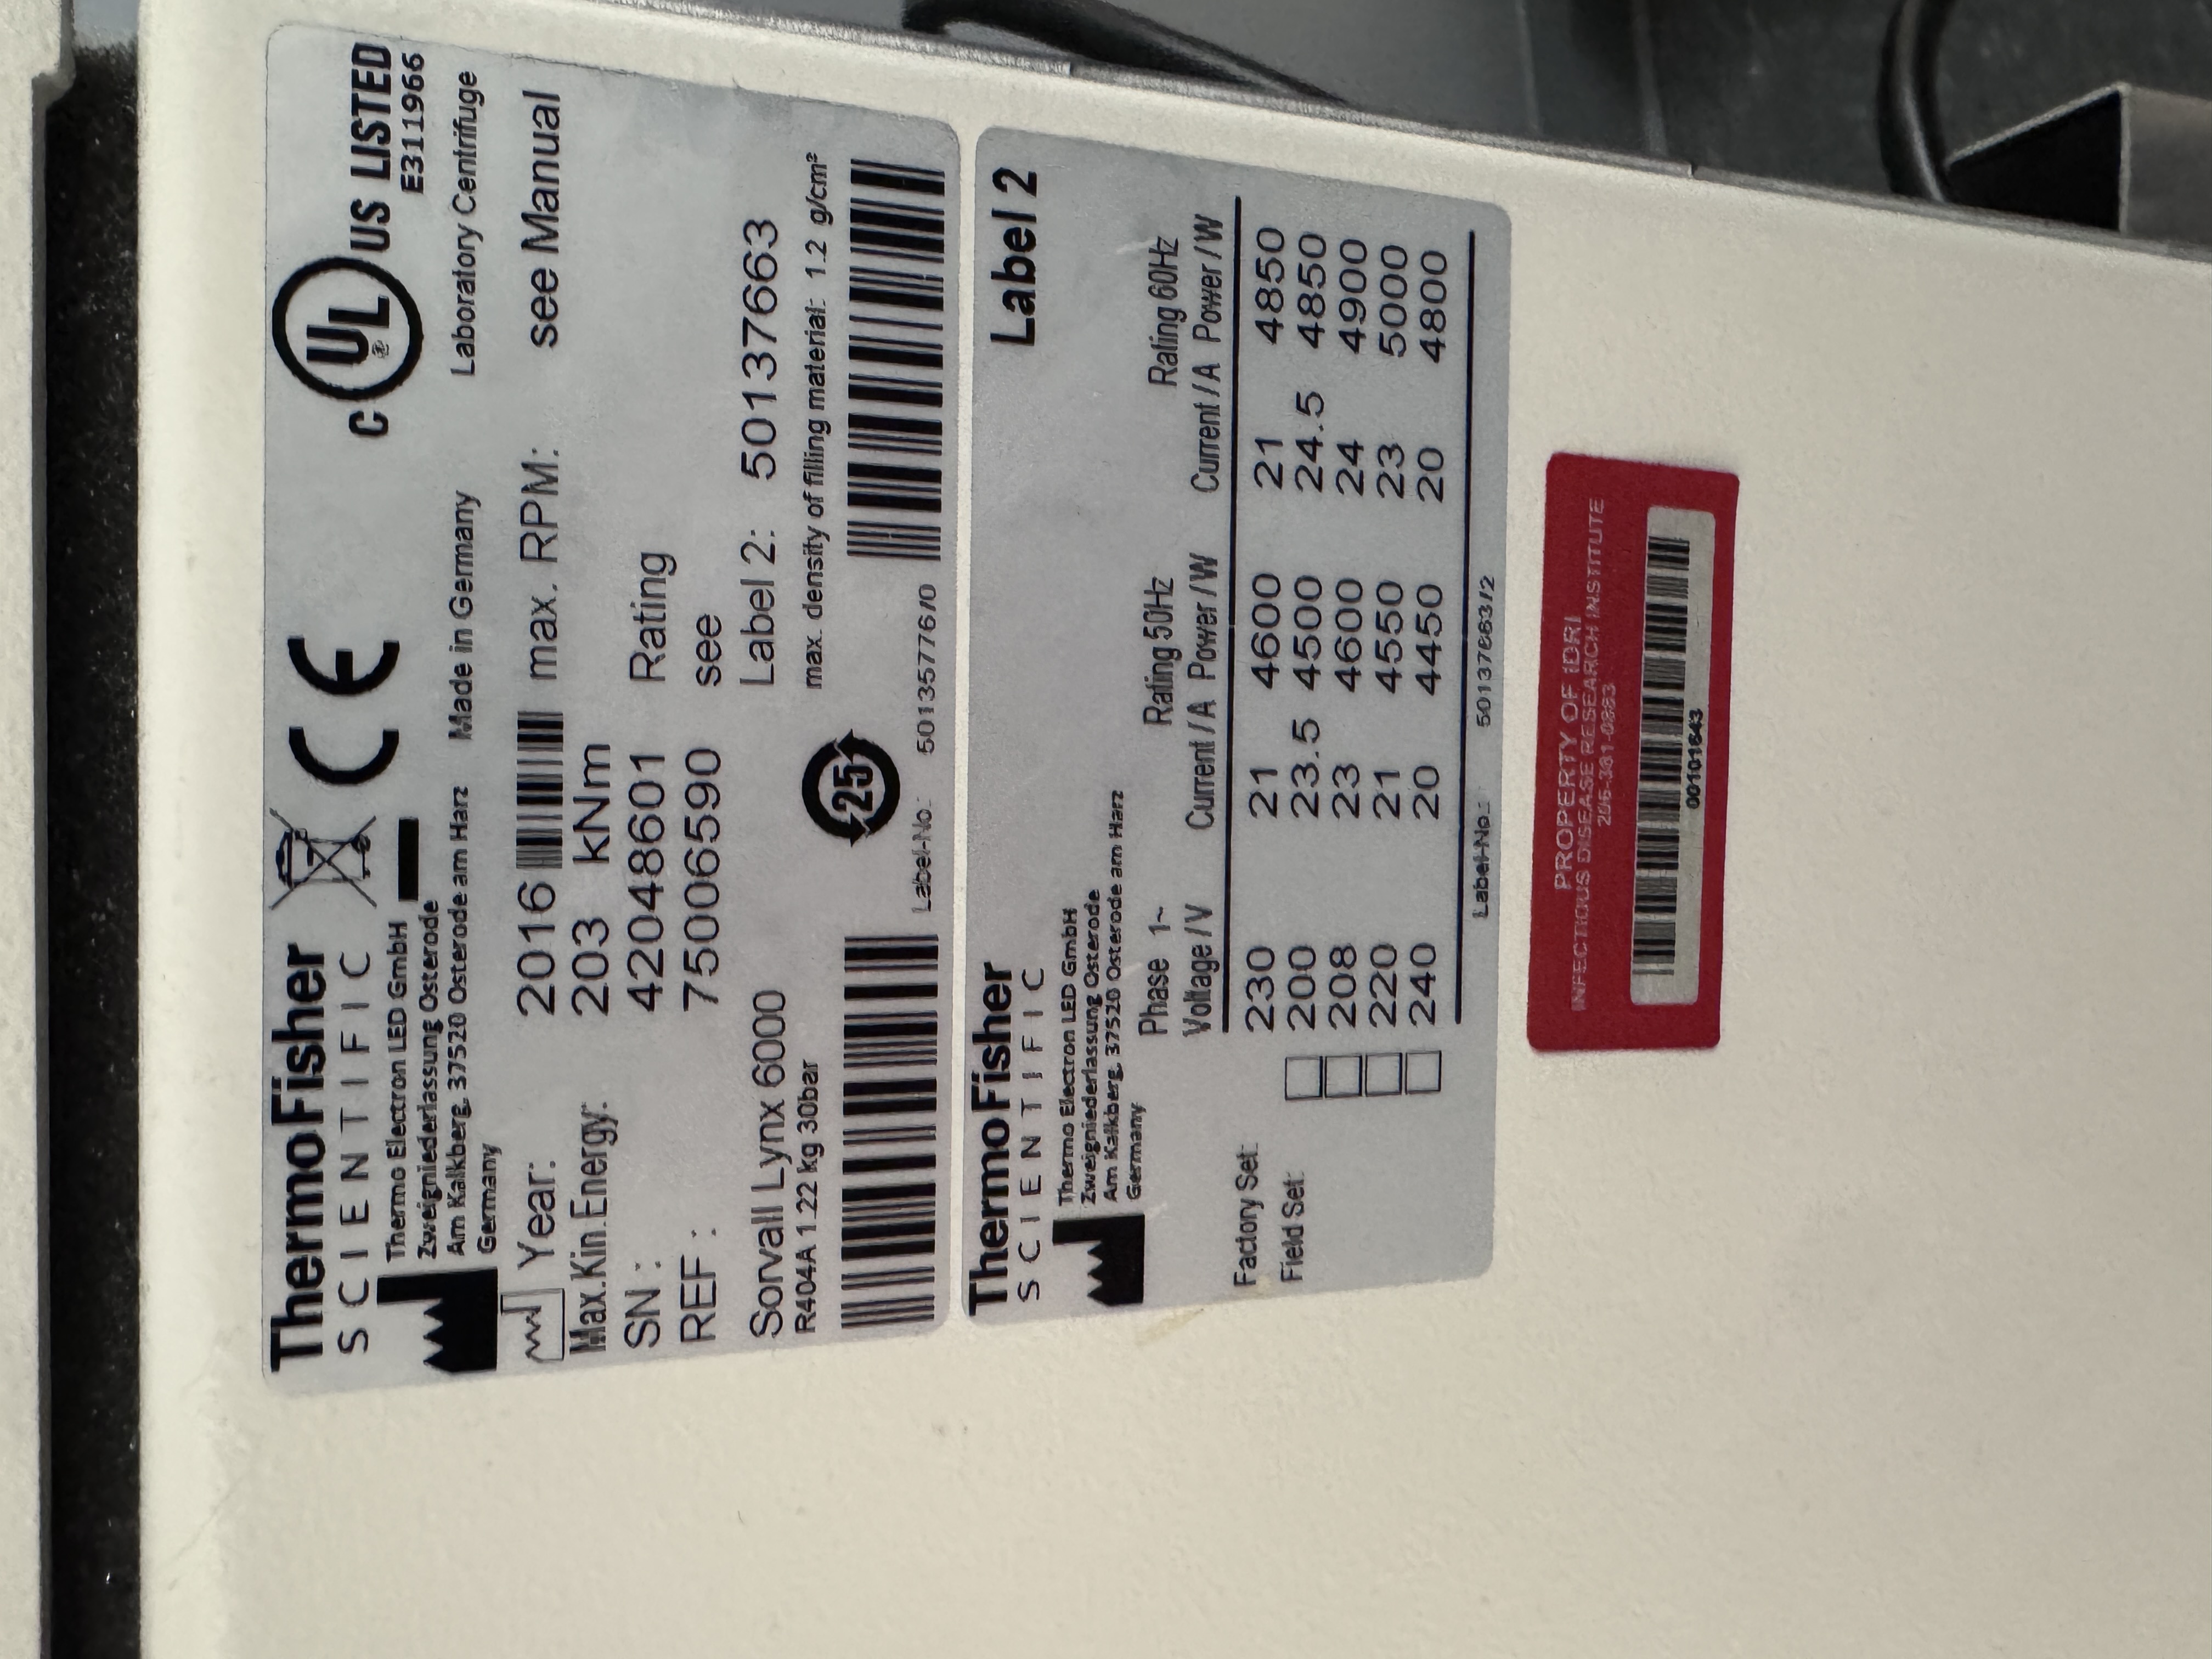 ThermoFisher
SCIENTIFIC
CE
C UL US LISTED
®
E311966
Thermo Electron LED GmbH
Zweigniederlassung Osterode
Am Kalkberg, 37520 Osterode am Harz
Germany
Made in Germany
Laboratory Centrifuge
Year: 2016 max. RPM: see Manual
Max.Kin.Energy: 203 kNm
SN : 42048601 Rating
REF : 75006590 see
Sorvall Lynx 6000 Label 2: 50137663
R404A 1.22 kg 30bar
25
max. density of filling material: 1.2 g/cm²
Label-No.: 50135776/0
ThermoFisher
SCIENTIFIC
Label 2
Thermo Electron LED GmbH
Zweigniederlassung Osterode
Am Kalkberg, 37520 Osterode am Harz
Germany
Phase 1~ Rating 50Hz Rating 60Hz
Voltage/V Current/A Power/W Current/A Power/W
Factory Set: 230 21 4600 21 4850
Field Set: 200 23.5 4500 24.5 4850
208 23 4600 24 4900
220 21 4550 23 5000
240 20 4450 20 4800
Label-No.: 50137663/2
PROPERTY OF IDRI
INFECTIOUS DISEASE RESEARCH INSTITUTE
206-381-0883
00101643